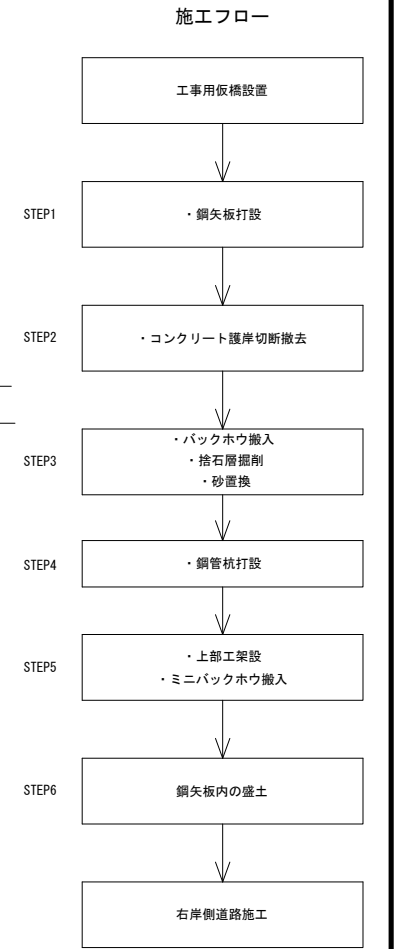 施工フロー
工事用仮橋設置
STEP1
・鋼矢板打設
STEP2
・コンクリート護岸切断撤去
STEP3
・バックホウ搬入
・捨石層掘削
・砂置換
STEP4
・鋼管杭打設
STEP5
・上部工架設
・ミニバックホウ搬入
STEP6
鋼矢板内の盛土
右岸側道路施工